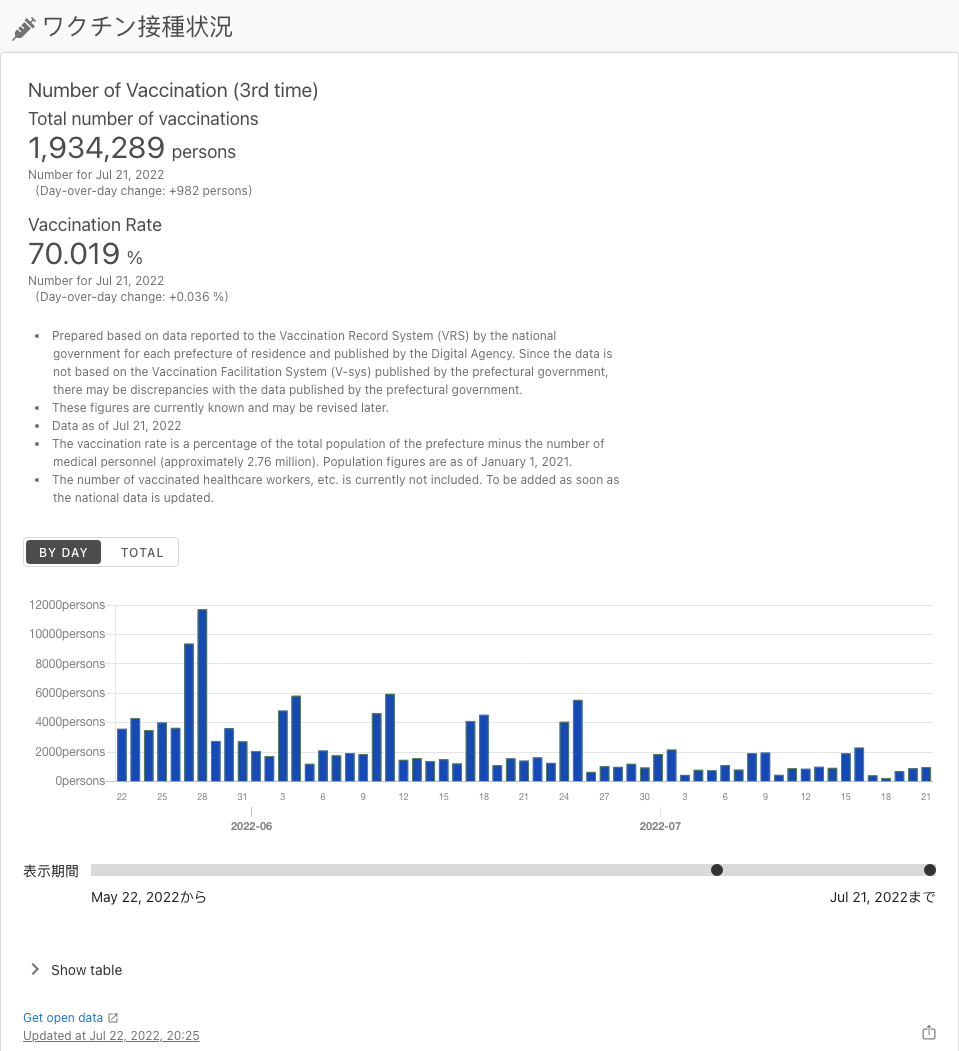 ワクチン接種状況
Number of Vaccination (3rd time)
Total number of vaccinations
1,934,289 persons
Number for Jul 21, 2022
(Day-over-day change: +982 persons)
Vaccination Rate
70.019 %
Number for Jul 21, 2022
(Day-over-day change: +0.036 %)
• Prepared based on data reported to the Vaccination Record System (VRS) by the national
government for each prefecture of residence and published by the Digital Agency. Since the data is
not based on the Vaccination Facilitation System (V-sys) published by the prefectural government,
there may be discrepancies with the data published by the prefectural government.
• These figures are currently known and may be revised later.
• Data as of Jul 21, 2022
• The vaccination rate is a percentage of the total population of the prefecture minus the number of
medical personnel (approximately 2.76 million). Population figures are as of January 1, 2021.
• The number of vaccinated healthcare workers, etc. is currently not included. To be added as soon as
the national data is updated.
BY DAY TOTAL
12000persons
10000persons
8000persons
6000persons
4000persons
2000persons
0persons
22 25 28 31 3 6 9 12 15 18 21 24 27 30 3 6 9 12 15 18 21
2022-06 2022-07
表示期間
May 22, 2022から Jul 21, 2022まで
Show table
Get open data
Updated at Jul 22, 2022, 20:25